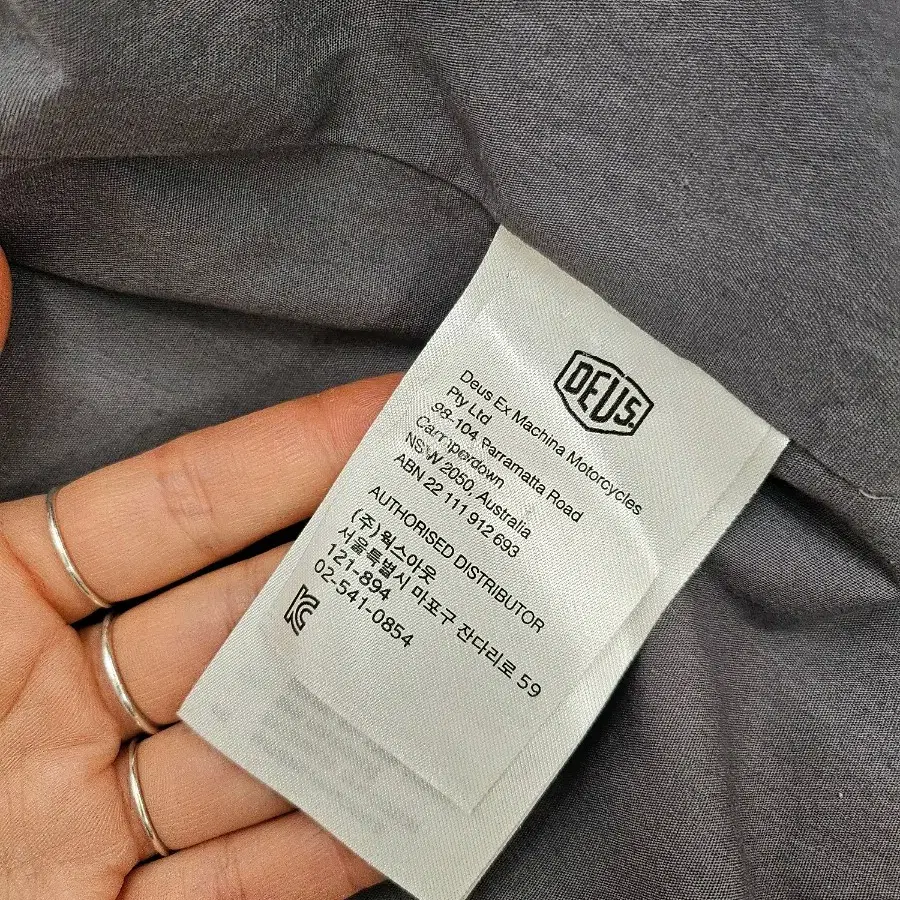 DEUS.
Deus Ex Machina Motorcycles
Pty Ltd
98-104 Parramatta Road
Camperdown
NSW 2050, Australia
ABN 22 111 912 693
AUTHORISED DISTRIBUTOR
(주)웍스아웃
서울특별시 마포구 잔다리로 59
121-894
02-541-0854